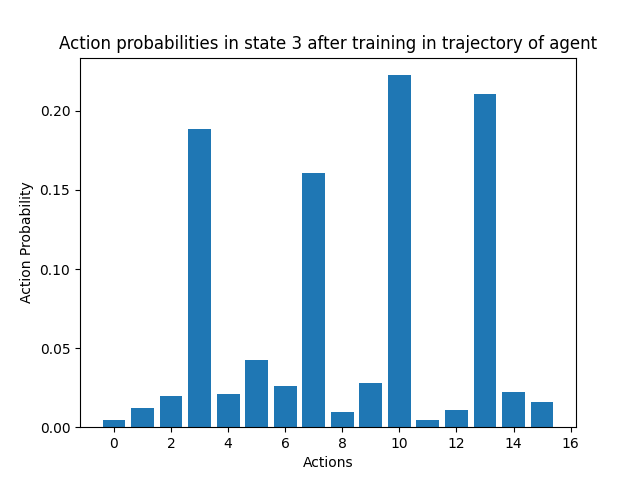 Action probabilities in state 3 after training in trajectory of agent
Action Probability
0.20
0.15
0.10
0.05
0.00
0 2 4 6 8 10 12 14 16
Actions